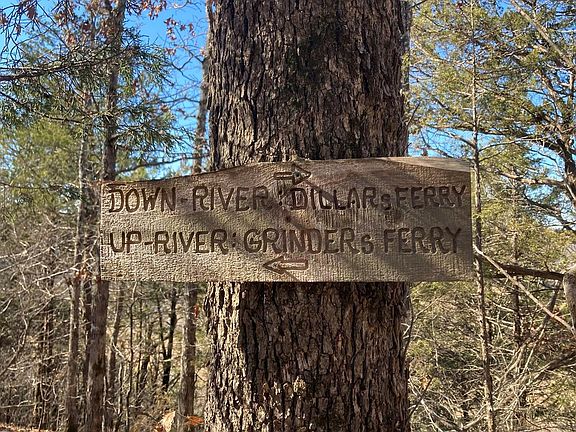 DOWN-RIVER: DILLARs FERRY
UP-RIVER: GRINDERs FERRY